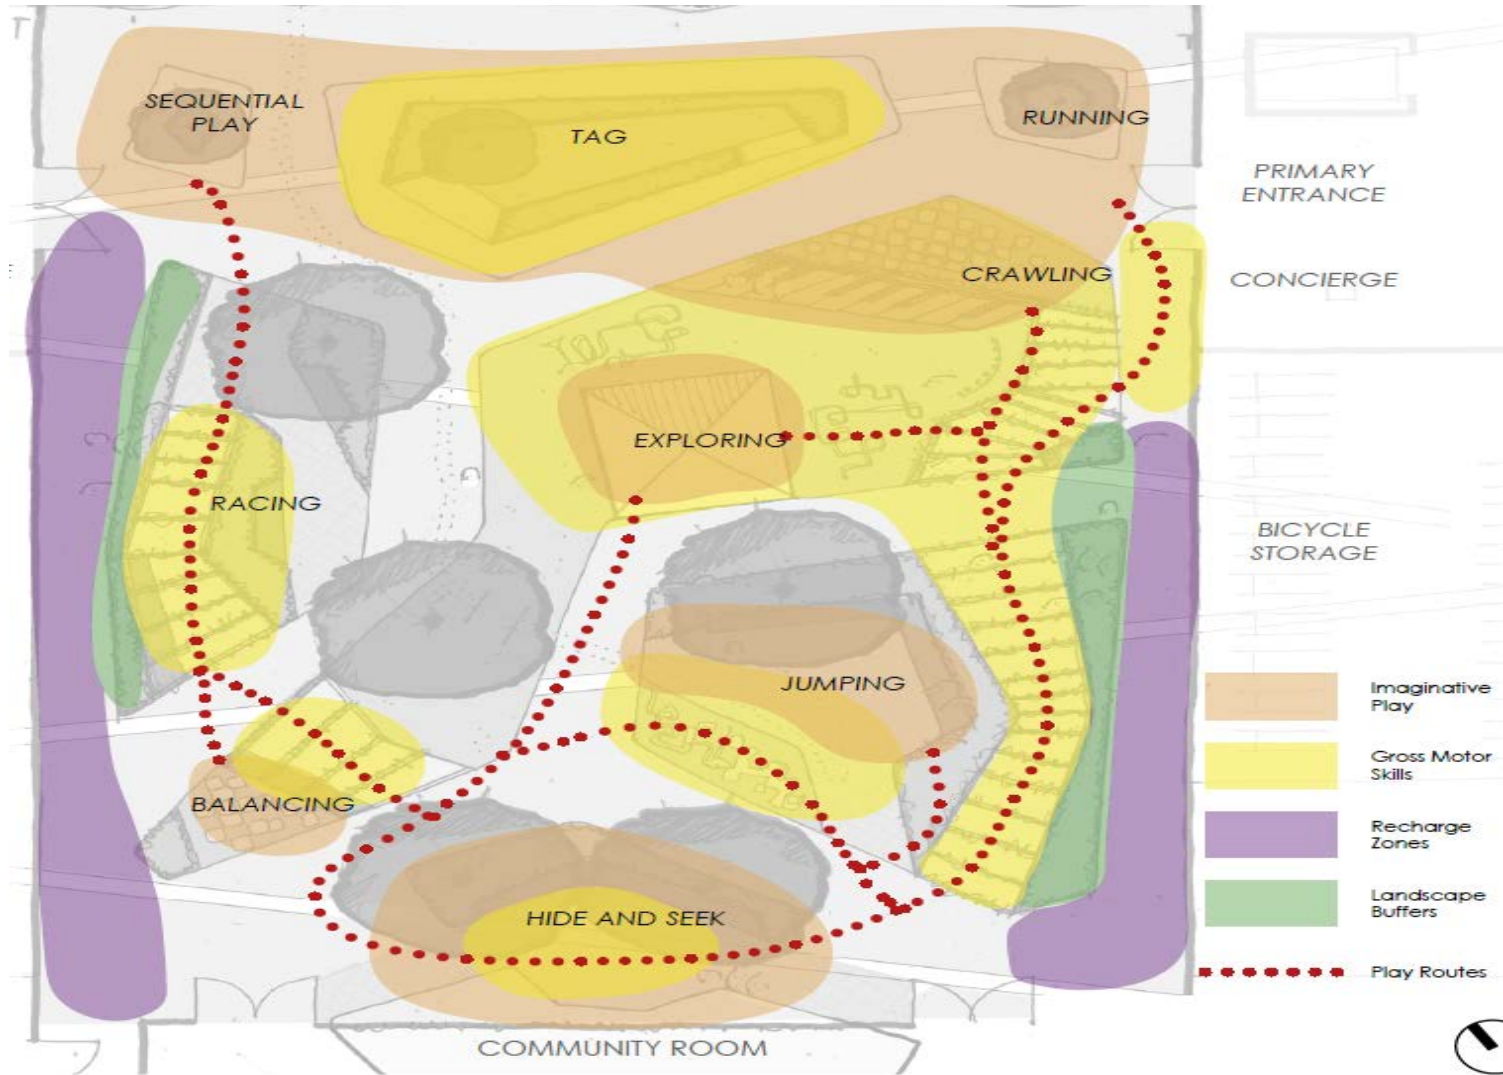 SEQUENTIAL
PLAY
TAG
RUNNING
PRIMARY
ENTRANCE
CRAWLING
CONCIERGE
EXPLORING
RACING
BICYCLE
STORAGE
JUMPING
BALANCING
HIDE AND SEEK
COMMUNITY ROOM
Imaginative
Play
Gross Motor
Skills
Recharge
Zones
Landscape
Buffers
Play Routes